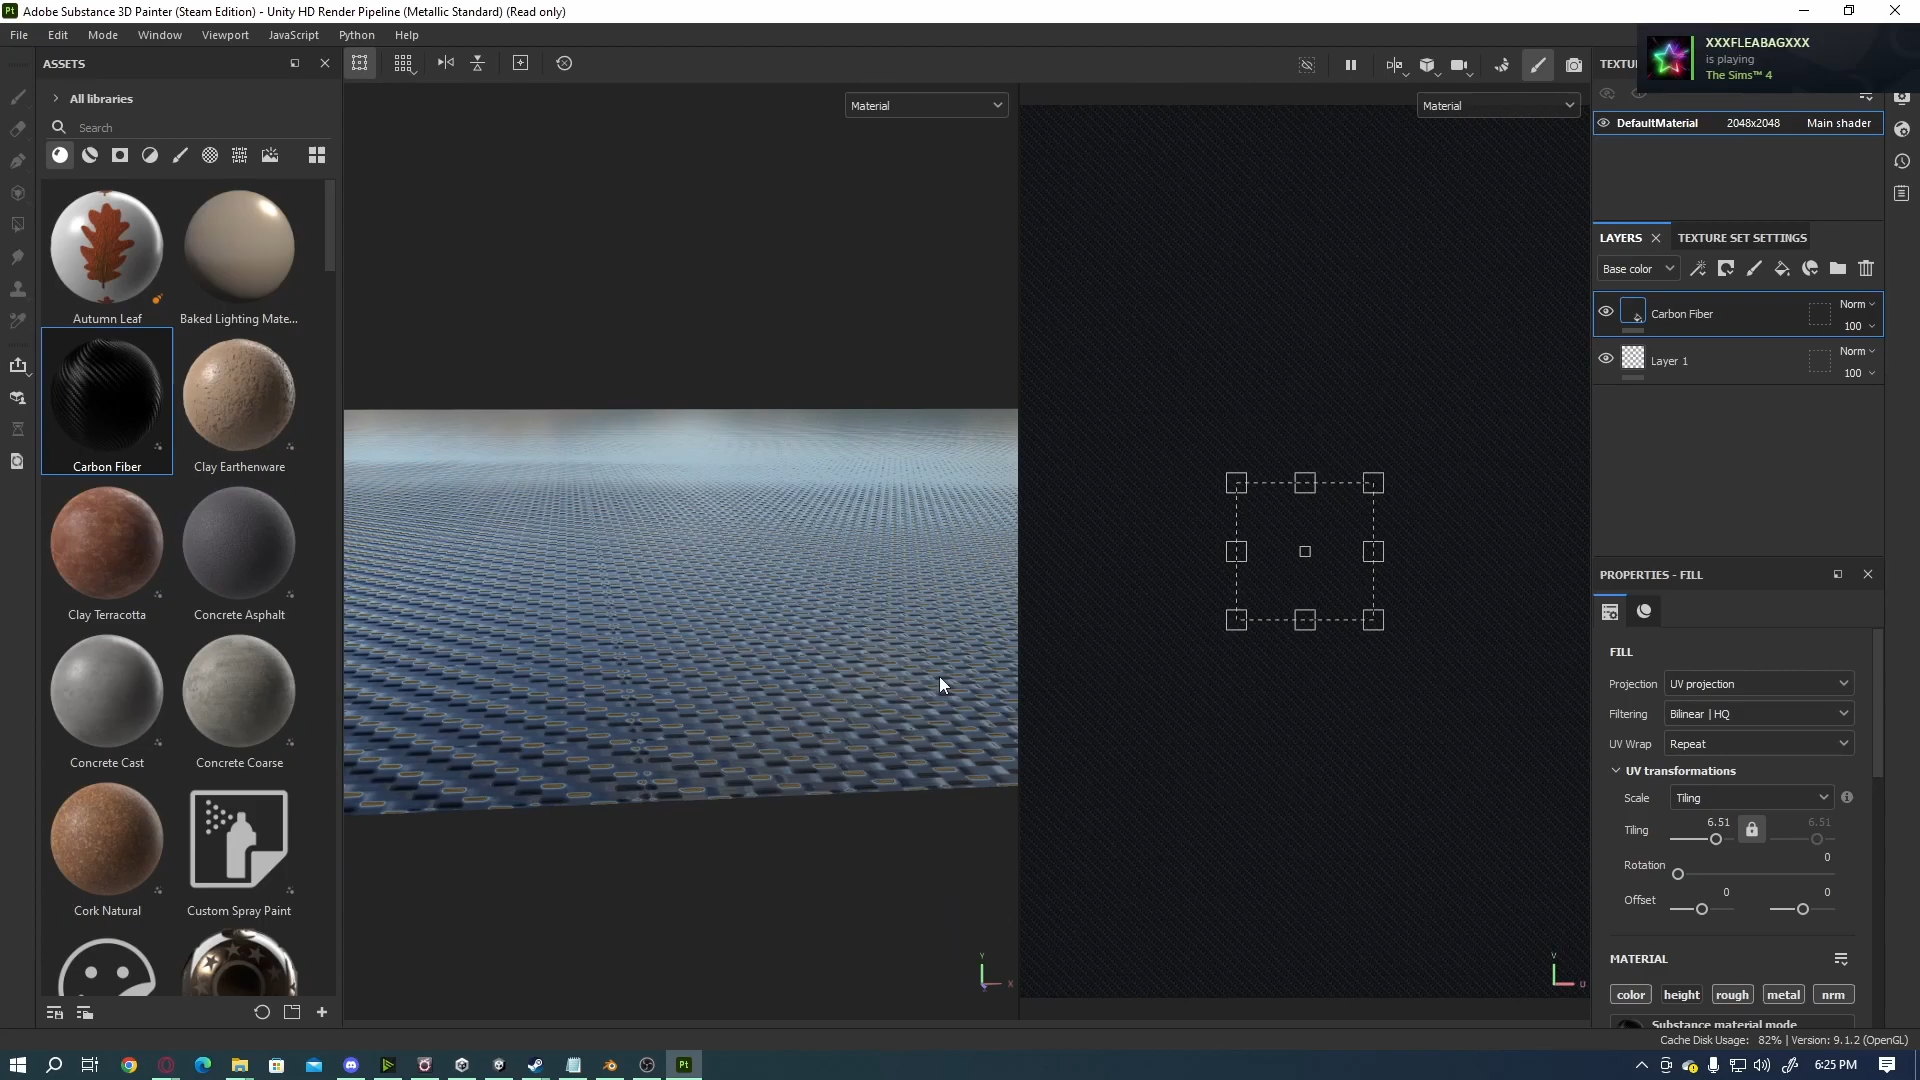 Adobe Substance 3D Painter (Steam Edition) - Unity HD Render Pipeline (Metallic Standard) (Read only)
File Edit Mode Window Viewport JavaScript Python Help
XXXFLEABAGXXX
is playing
The Sims™ 4
ASSETS
All libraries
Search
Autumn Leaf
Baked Lighting Mate...
Carbon Fiber
Clay Earthenware
Clay Terracotta
Concrete Asphalt
Concrete Cast
Concrete Coarse
Cork Natural
Custom Spray Paint
Material
Y
X
Material
V
U
DefaultMaterial 2048x2048 Main shader
LAYERS
TEXTURE SET SETTINGS
Base color
Carbon Fiber
Norm
100
Layer 1
Norm
100
PROPERTIES - FILL
FILL
Projection UV projection
Filtering Bilinear | HQ
UV Wrap Repeat
UV transformations
Scale Tiling
Tiling 6.51 6.51
Rotation 0
Offset 0 0
MATERIAL
color height rough metal nrm
Substance material mode
Cache Disk Usage: 82% | Version: 9.1.2 (OpenGL)
6:25 PM